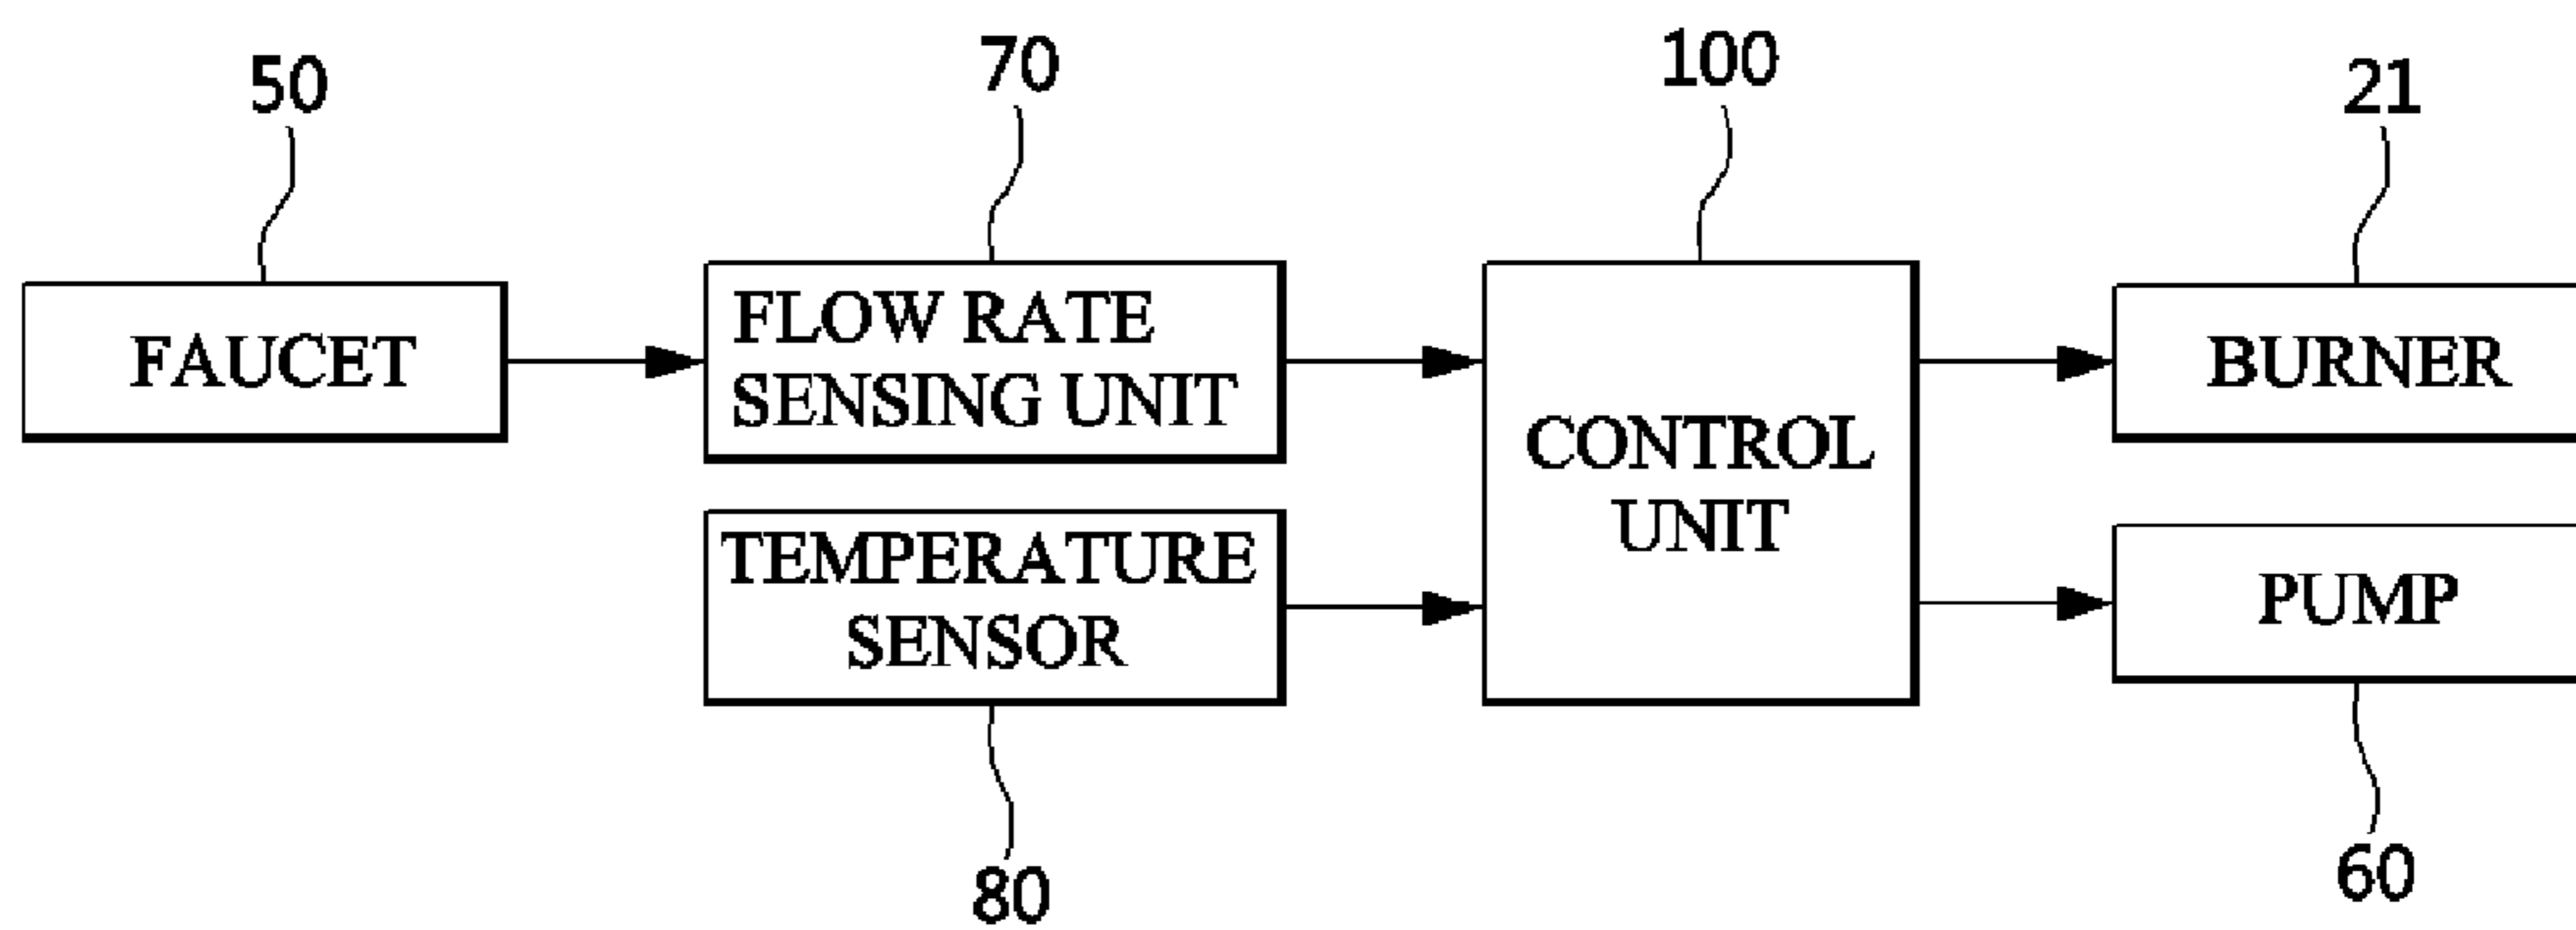 50
70
100
21
FAUCET
FLOW RATE
SENSING UNIT
CONTROL
UNIT
BURNER
TEMPERATURE
SENSOR
PUMP
80
60